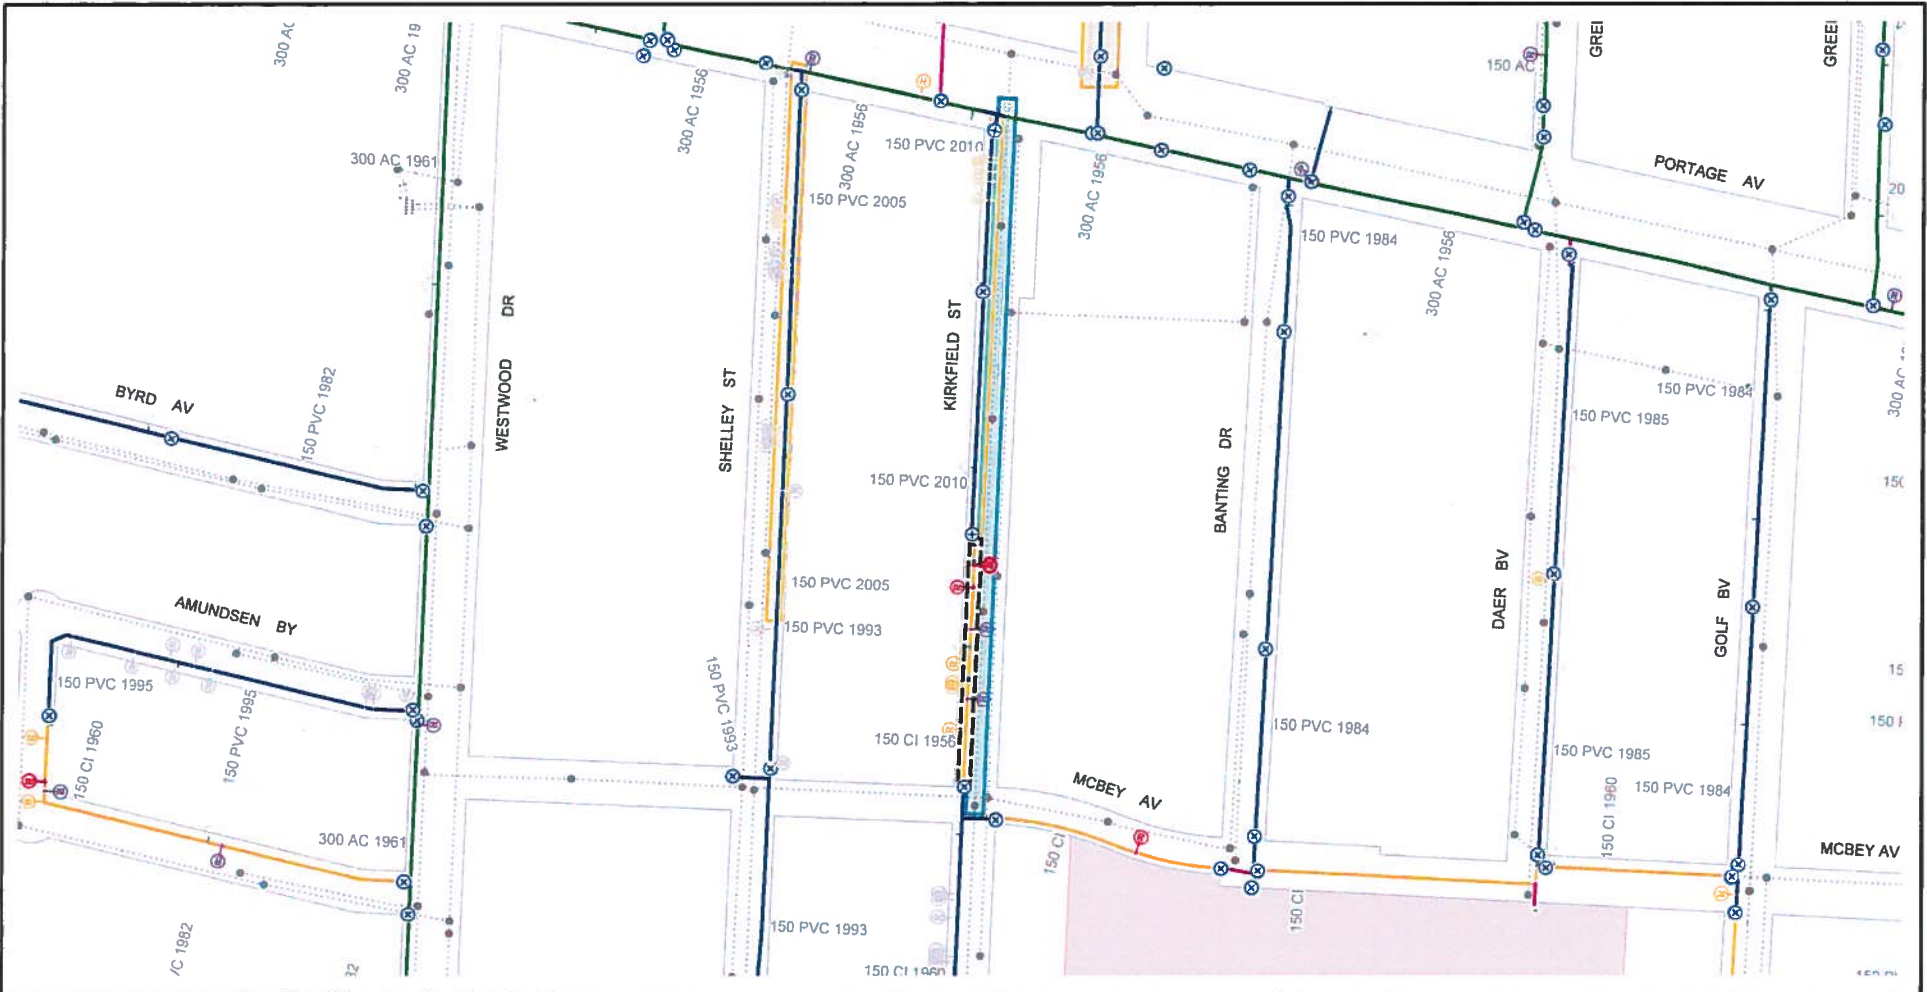 300 AC
300 AC 19
300 AC 1956
300 AC 1956
150 AC
GREE
PORTAGE AV
20
300 AC 1961
150 PVC 2010
150 PVC 2005
300 AC 1956
150 PVC 1984
300 AC 1956
WESTWOOD DR
SHELLEY ST
KIRKFIELD ST
BYRD AV
150 PVC 1982
150 PVC 1984
150 PVC 1985
300 AC
150 PVC 2010
BANTING DR
AMUNDSEN BY
150 PVC 2005
150 PVC 1993
DAER BV
GOLF BV
150 PVC 1995
150 PVC 1995
150 CI 1960
150 PVC 1993
150 CI 1956
150 PVC 1984
150 PVC 1985
150 PVC 1984
150 CI 1960
MCBEY AV
300 AC 1961
150 CI
MCBEY AV
150 CI
150 PVC 1993
/C 1982
32
150 CI 1960